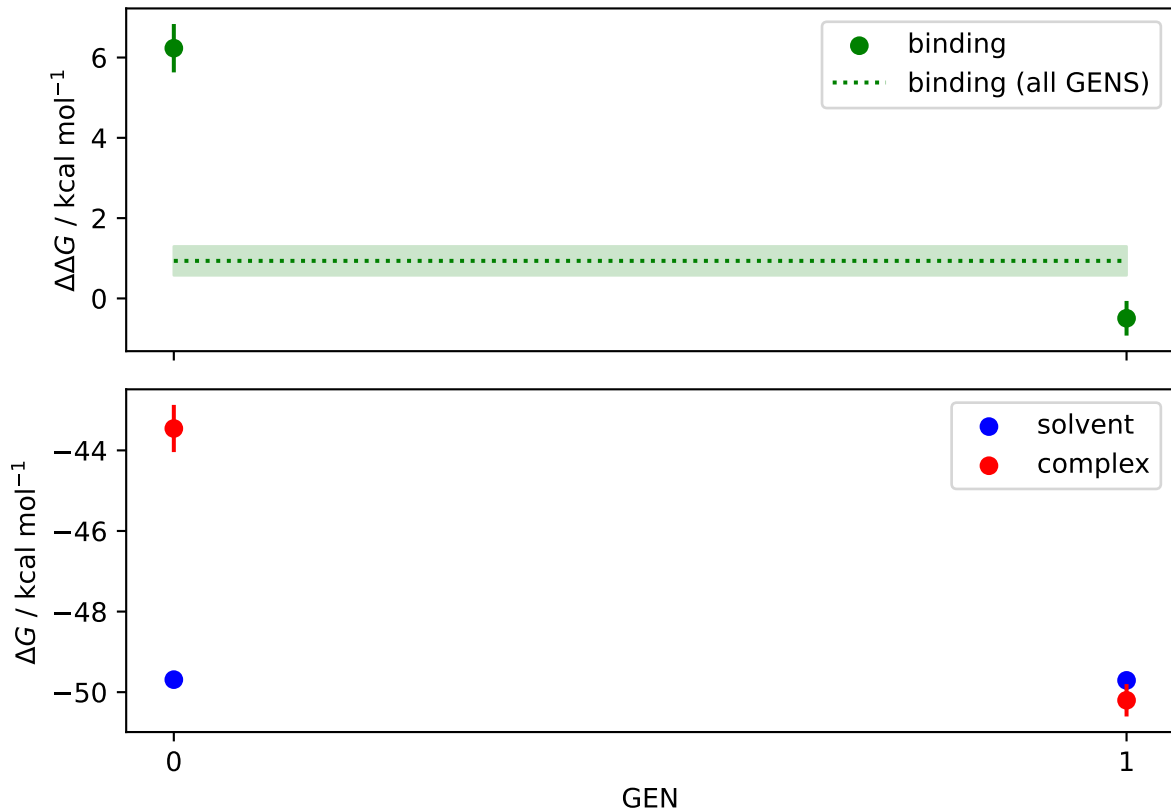 binding
binding (all GENS)
6
4
2
0
ΔΔG / kcal mol⁻¹
solvent
complex
−44
−46
−48
−50
ΔG / kcal mol⁻¹
0
1
GEN